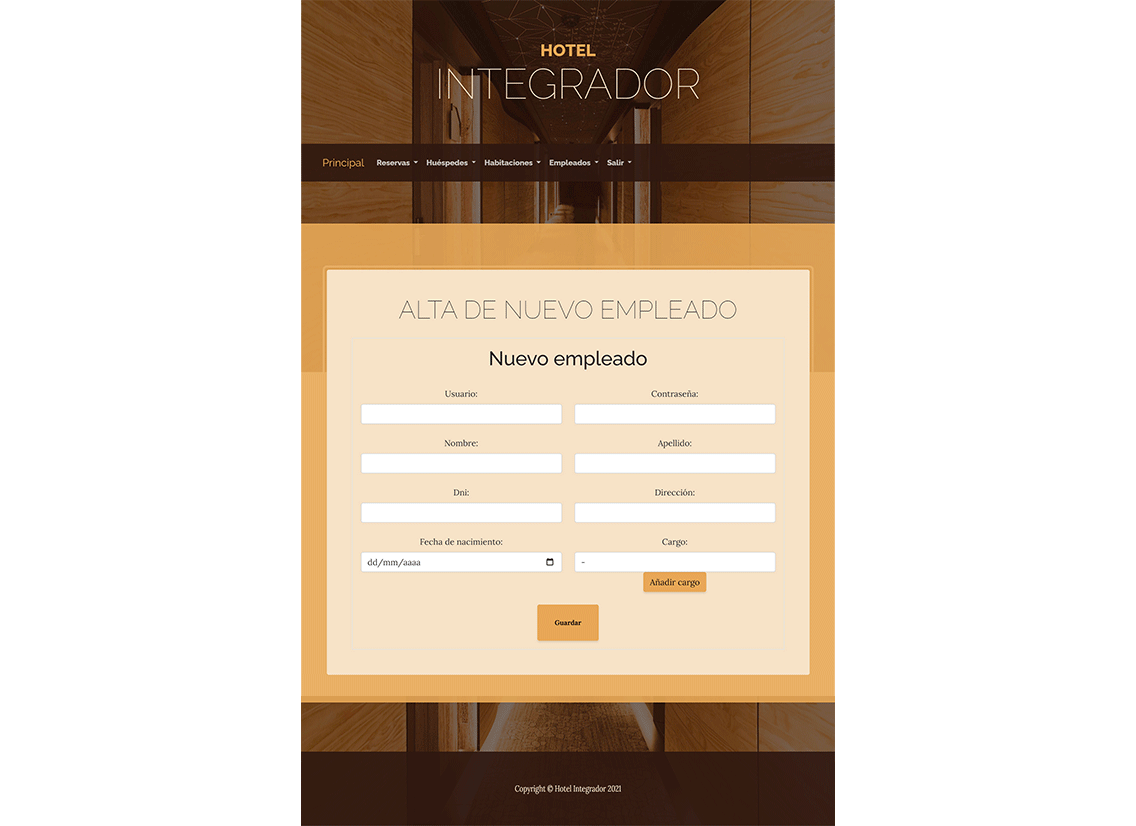 HOTEL
INTEGRADOR
Principal Reservas Huéspedes Habitaciones Empleados Salir
ALTA DE NUEVO EMPLEADO
Nuevo empleado
Usuario: Contraseña:
Nombre: Apellido:
Dni: Dirección:
Fecha de nacimiento: Cargo:
dd/mm/aaaa -
Añadir cargo
Guardar
Copyright © Hotel Integrador 2021